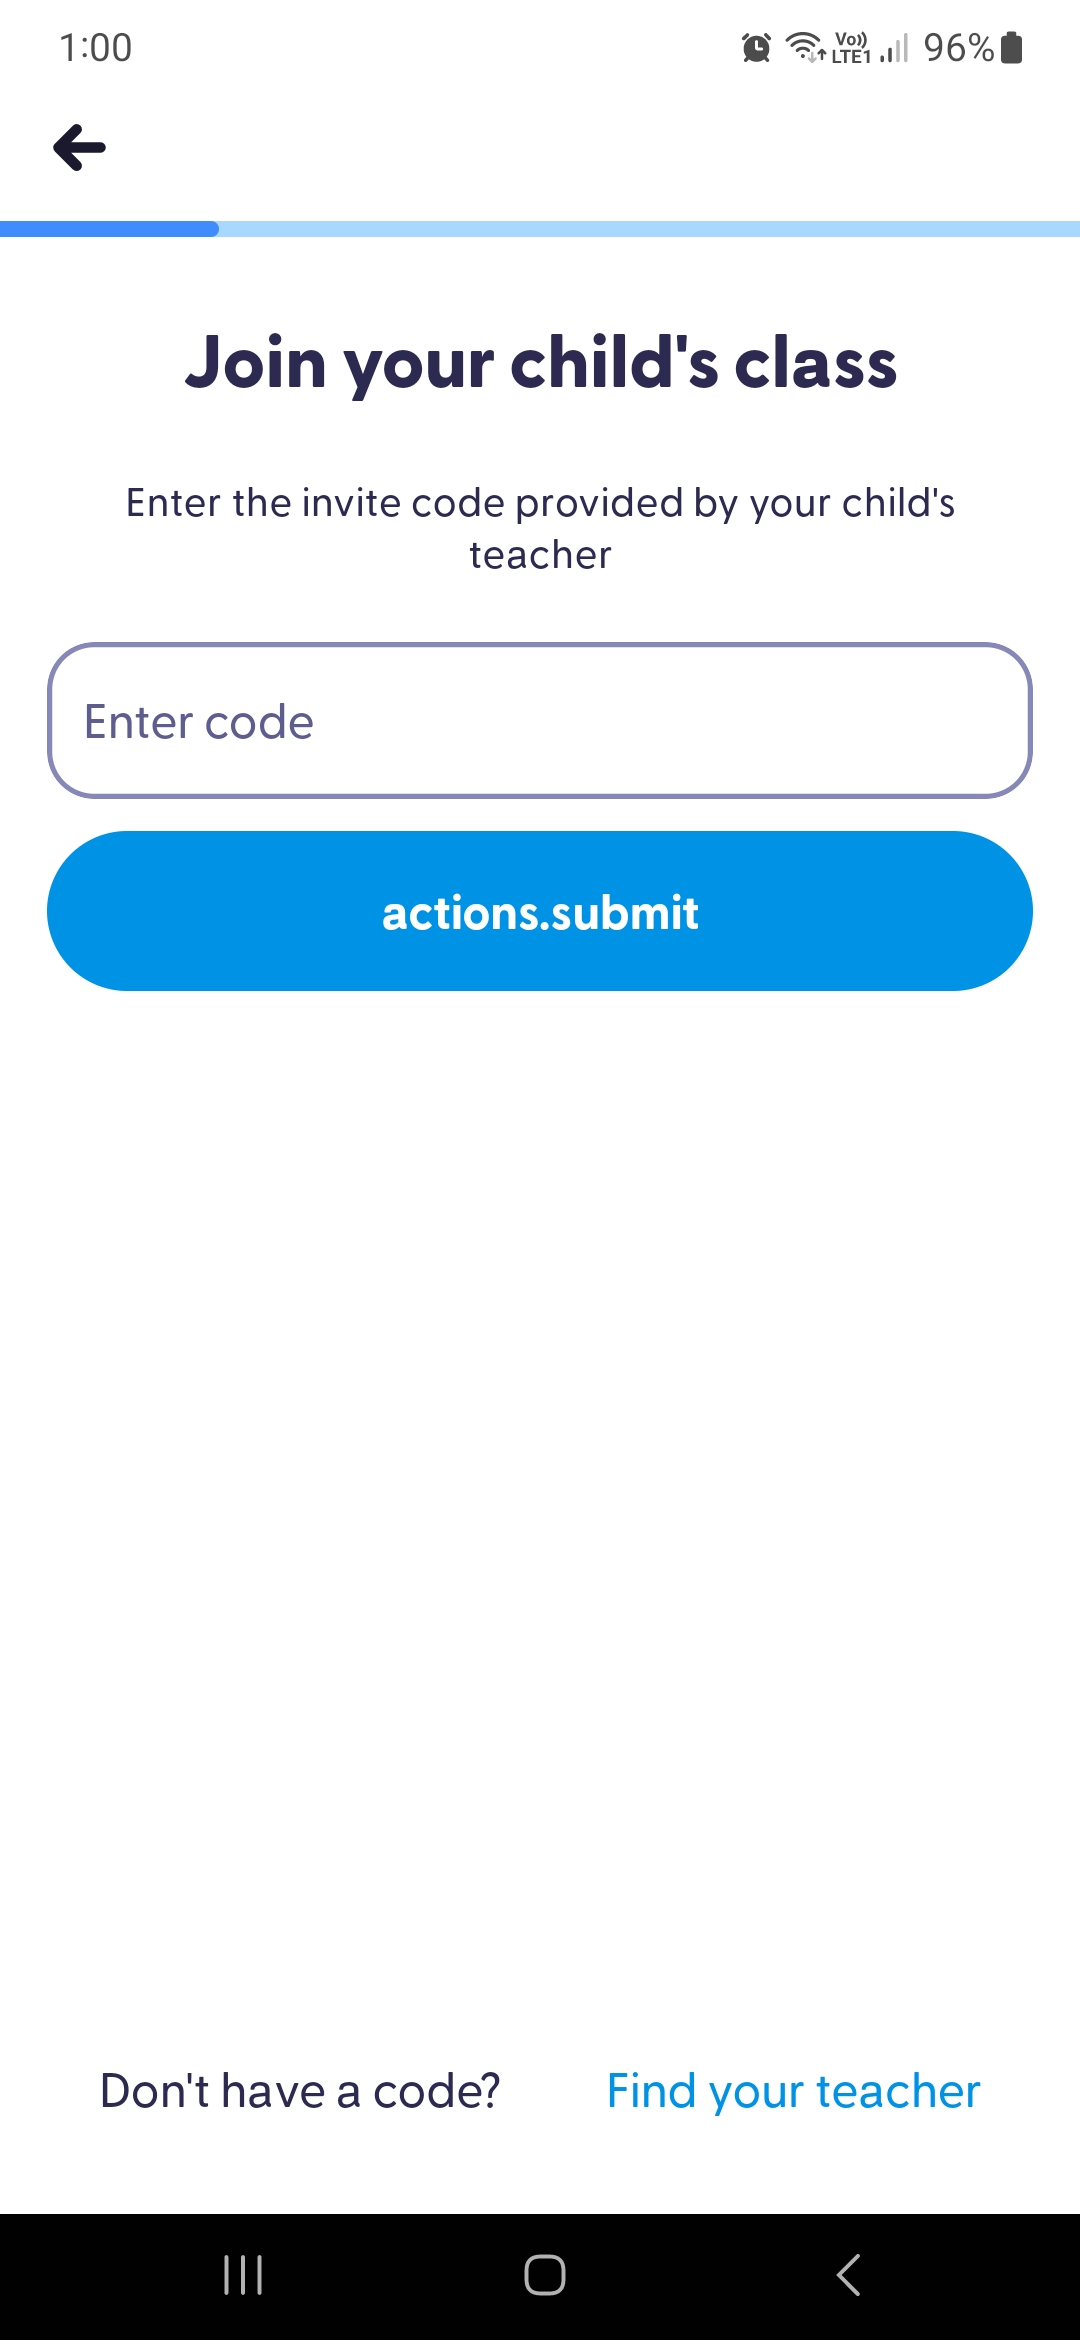 1:00
Vo)) LTE1 96%
Join your child's class
Enter the invite code provided by your child's
teacher
Enter code
actions.submit
Don't have a code? Find your teacher